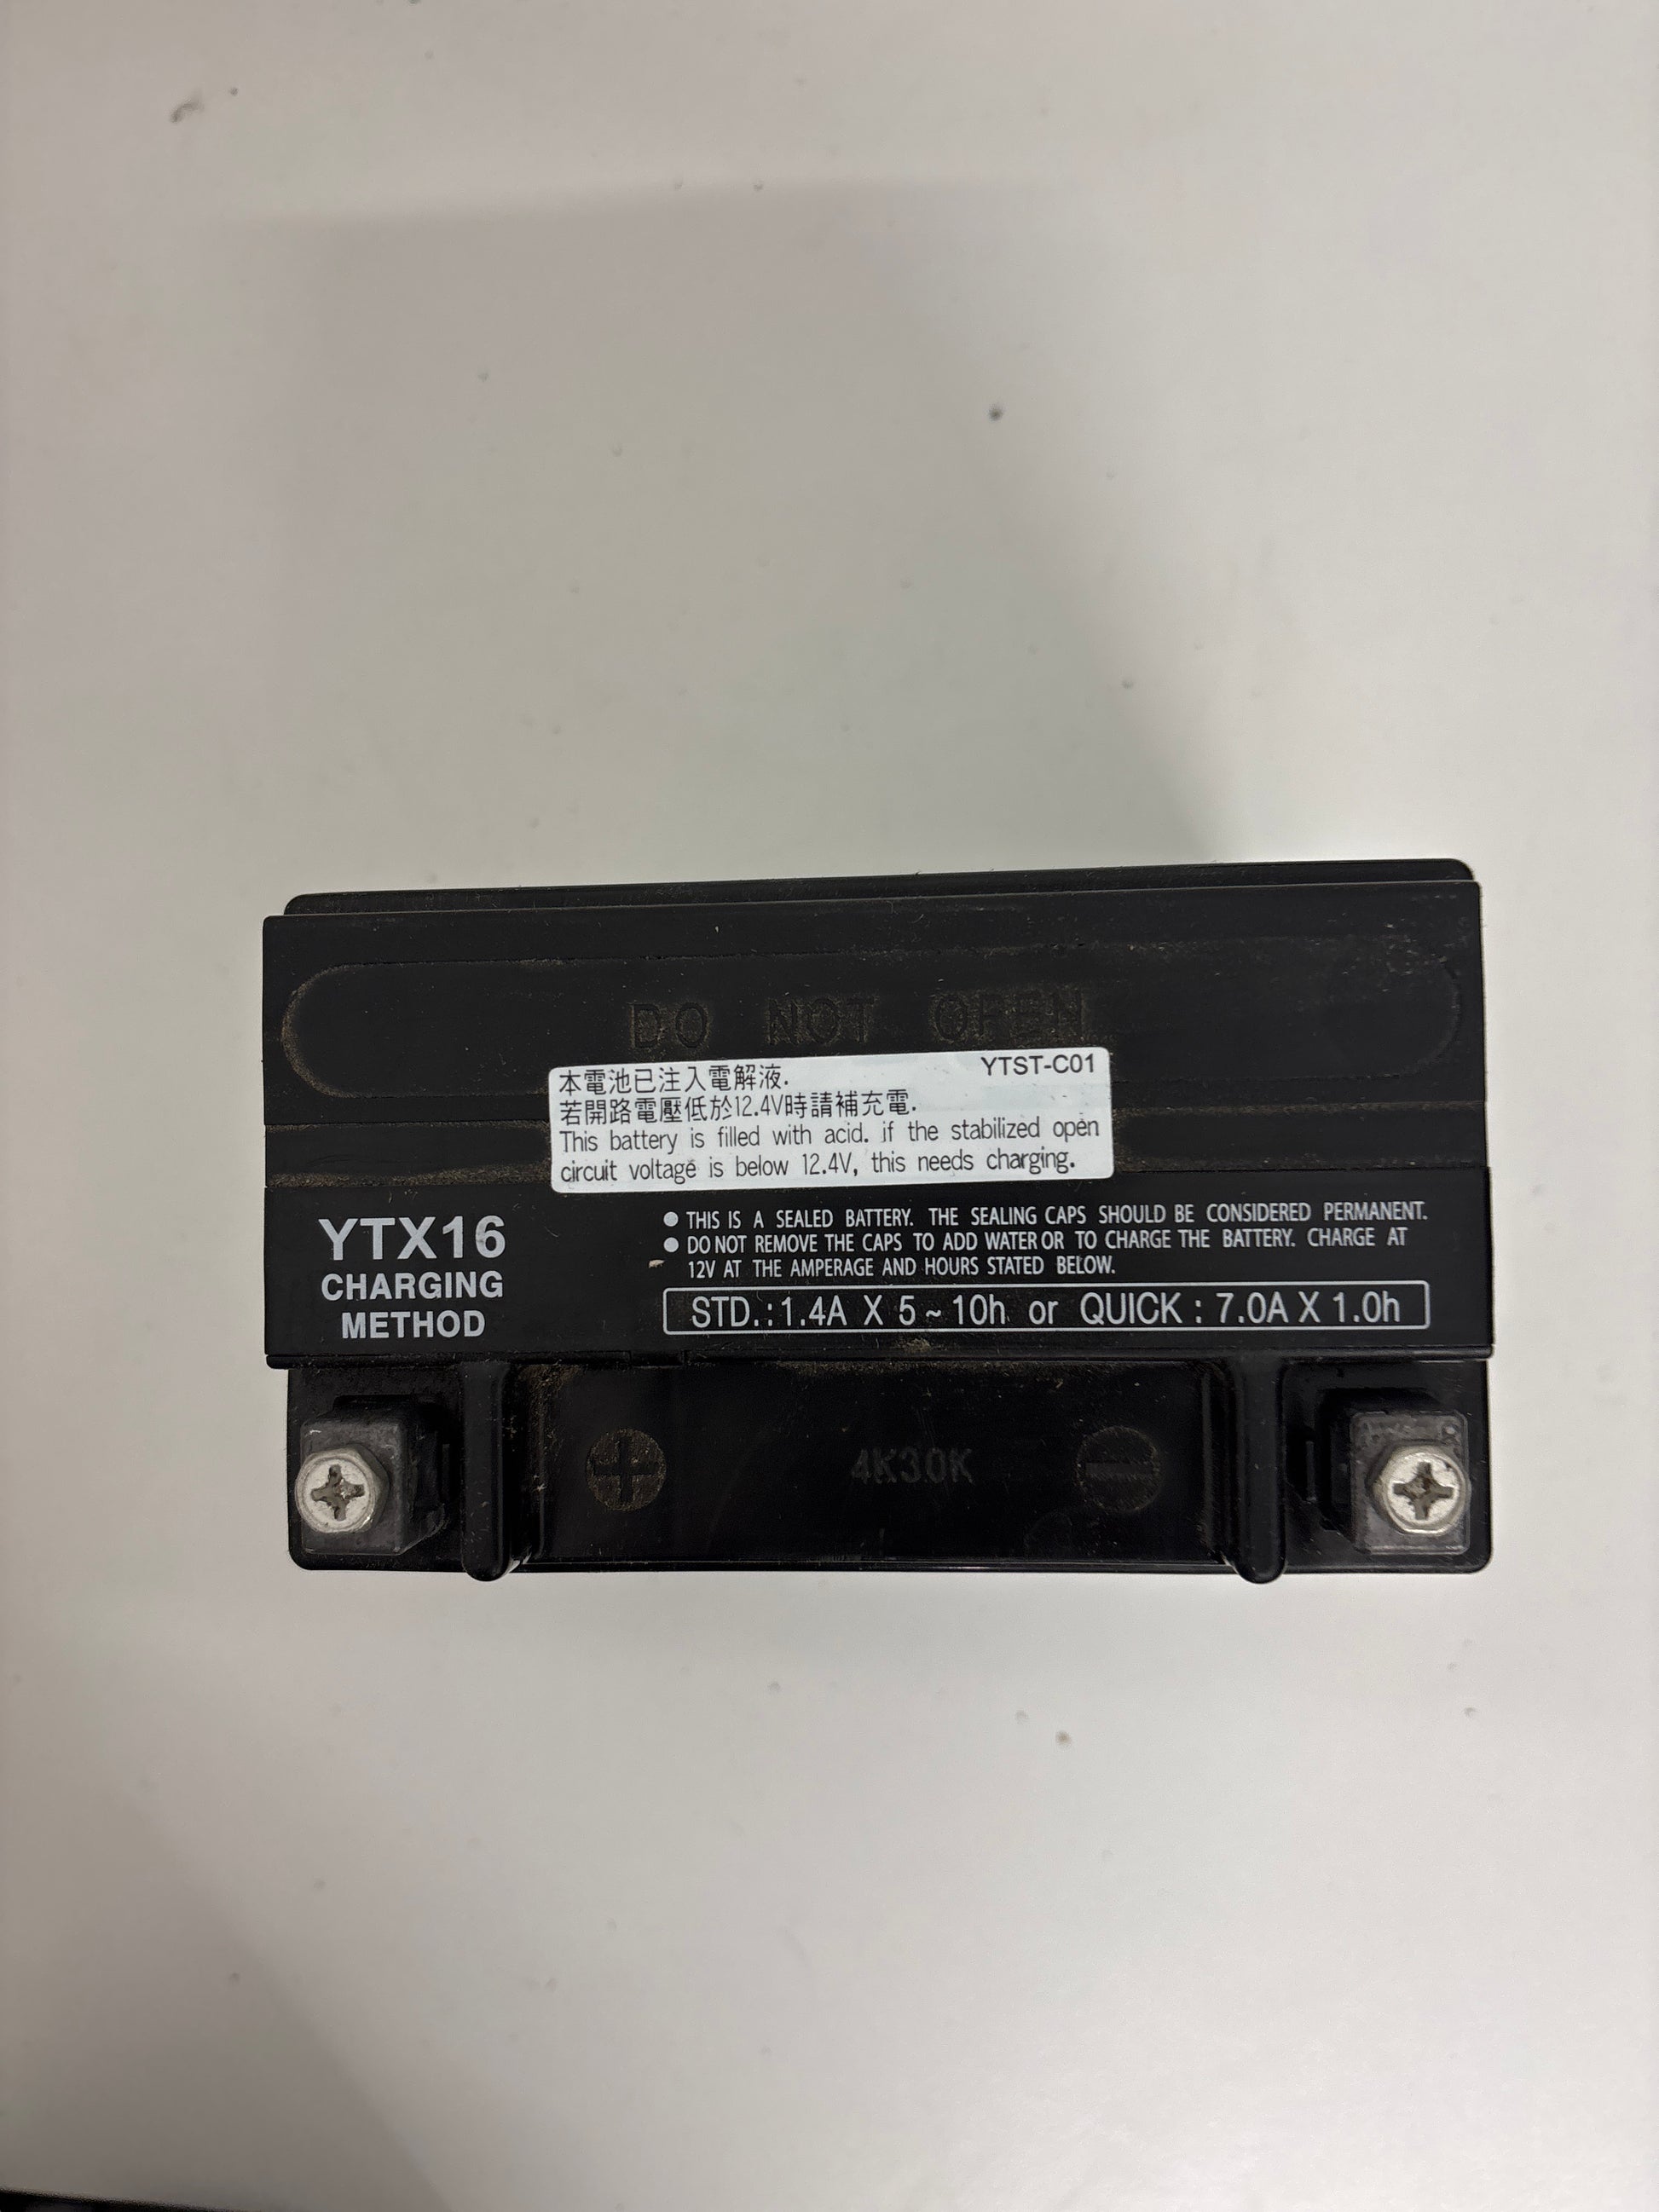 DO NOT OPEN
本電池已注入電解液. YTST-C01
若開路電壓低於12.4V時請補充電.
This battery is filled with acid. if the stabilized open
circuit voltage is below 12.4V, this needs charging.
YTX16
CHARGING
METHOD
● THIS IS A SEALED BATTERY. THE SEALING CAPS SHOULD BE CONSIDERED PERMANENT.
● DO NOT REMOVE THE CAPS TO ADD WATER OR TO CHARGE THE BATTERY. CHARGE AT
12V AT THE AMPERAGE AND HOURS STATED BELOW.
STD.:1.4A X 5~10h or QUICK : 7.0A X 1.0h
+ 4K30K −